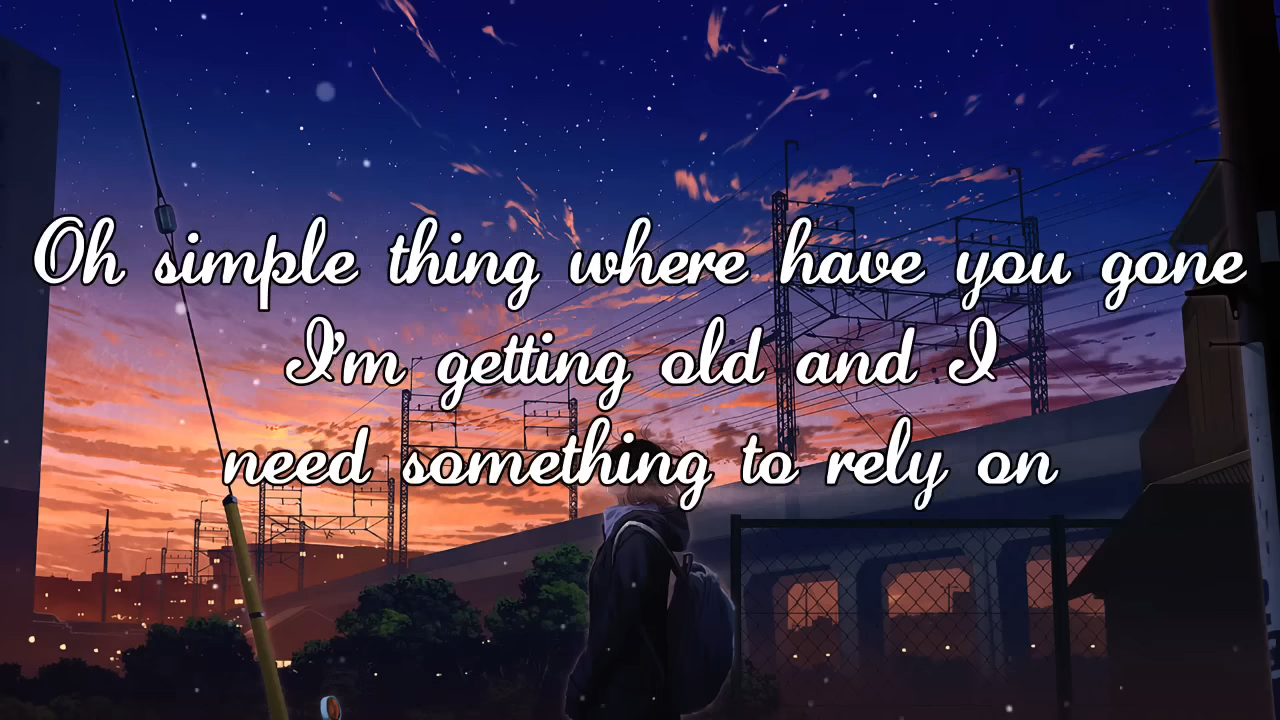 Oh simple thing where have you gone
I'm getting old and I
need something to rely on